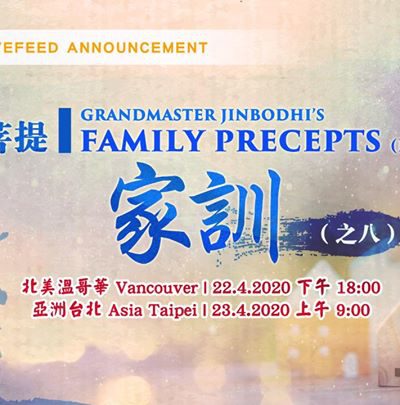 EFEED ANNOUNCEMENT
菩提 GRANDMASTER JINBODHI'S
FAMILY PRECEPTS (
家訓
(之八)
北美溫哥華 Vancouver | 22.4.2020 下午 18:00
亞洲台北 Asia Taipei | 23.4.2020 上午 9:00